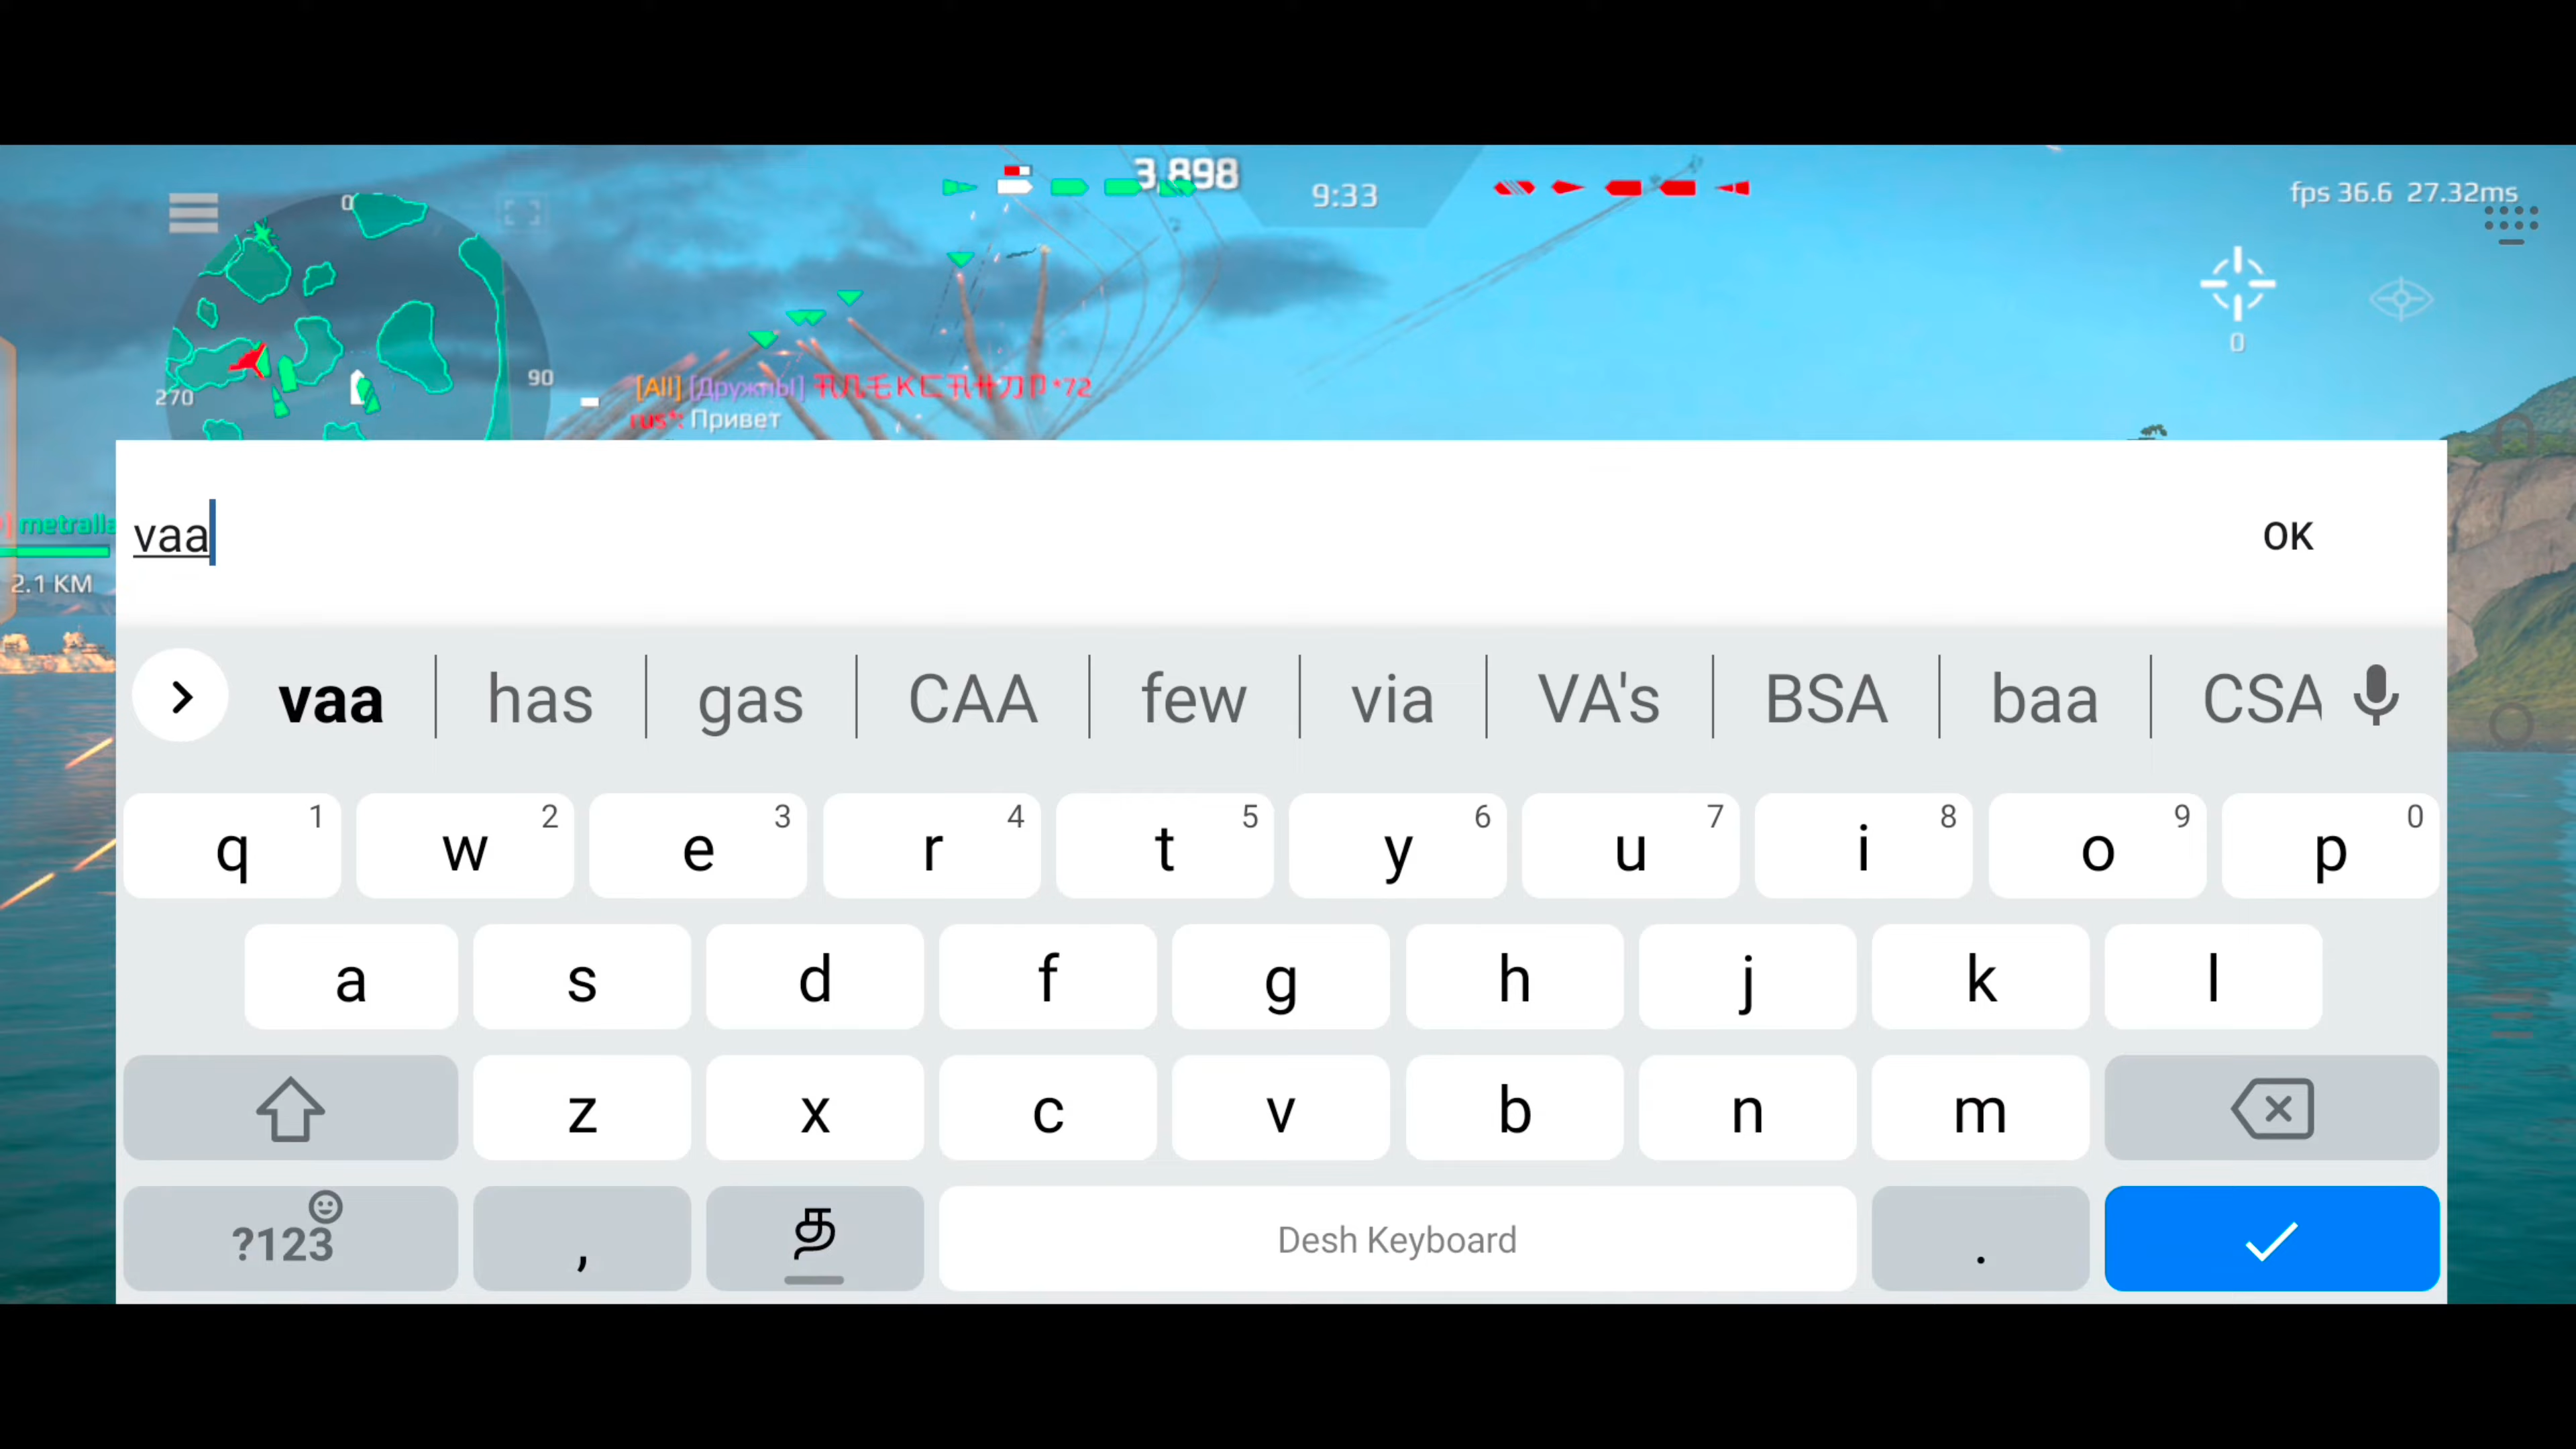 3,898
9:33
fps 36.6 27.32ms
0
0
90
270
[All] [Дружны] *72
rus*: Привет
metralla
2.1 KM
vaa
OK
vaa has gas CAA few via VA's BSA baa CSA
q 1 w 2 e 3 r 4 t 5 y 6 u 7 i 8 o 9 p 0
a s d f g h j k l
z x c v b n m
?123 , த Desh Keyboard .